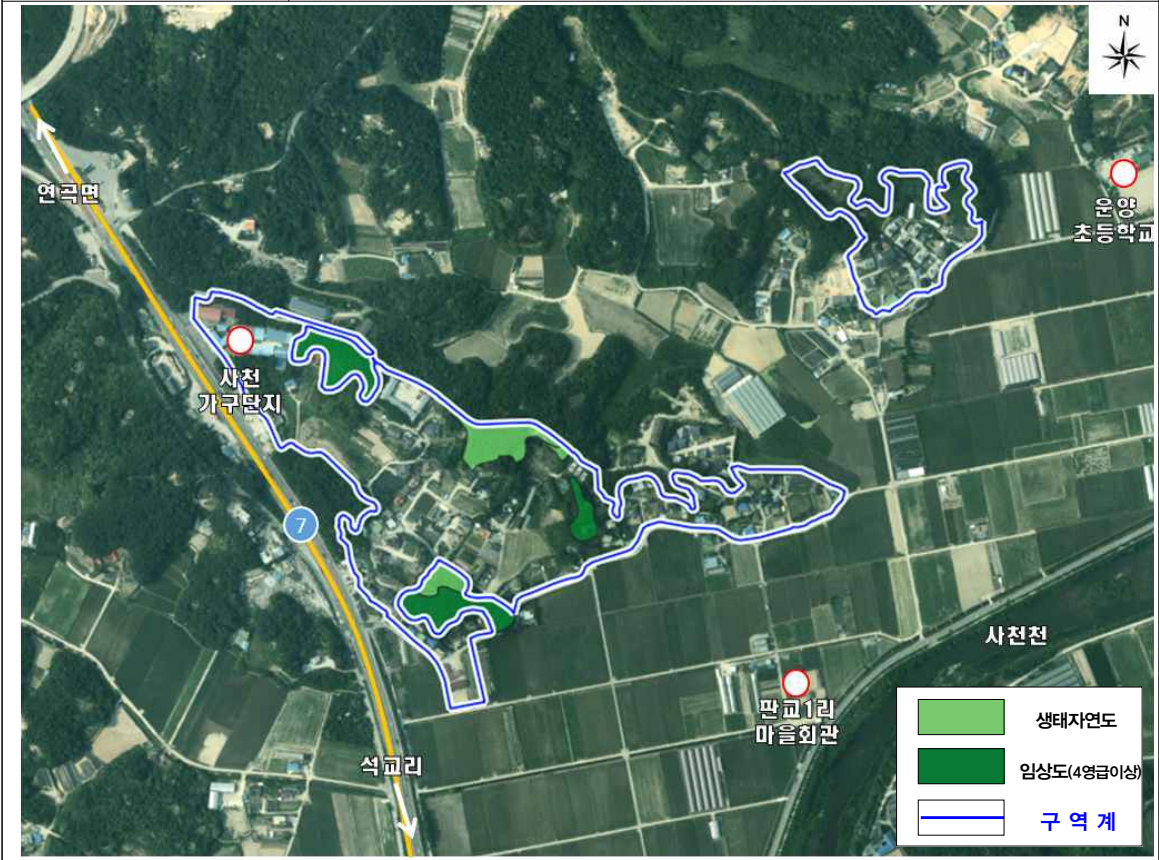 N
연곡면
운양
초등학교
사천
가구단지
7
사천천
판교1리
마을회관
석교리
생태자연도
임상도(4영급이상)
구 역 계